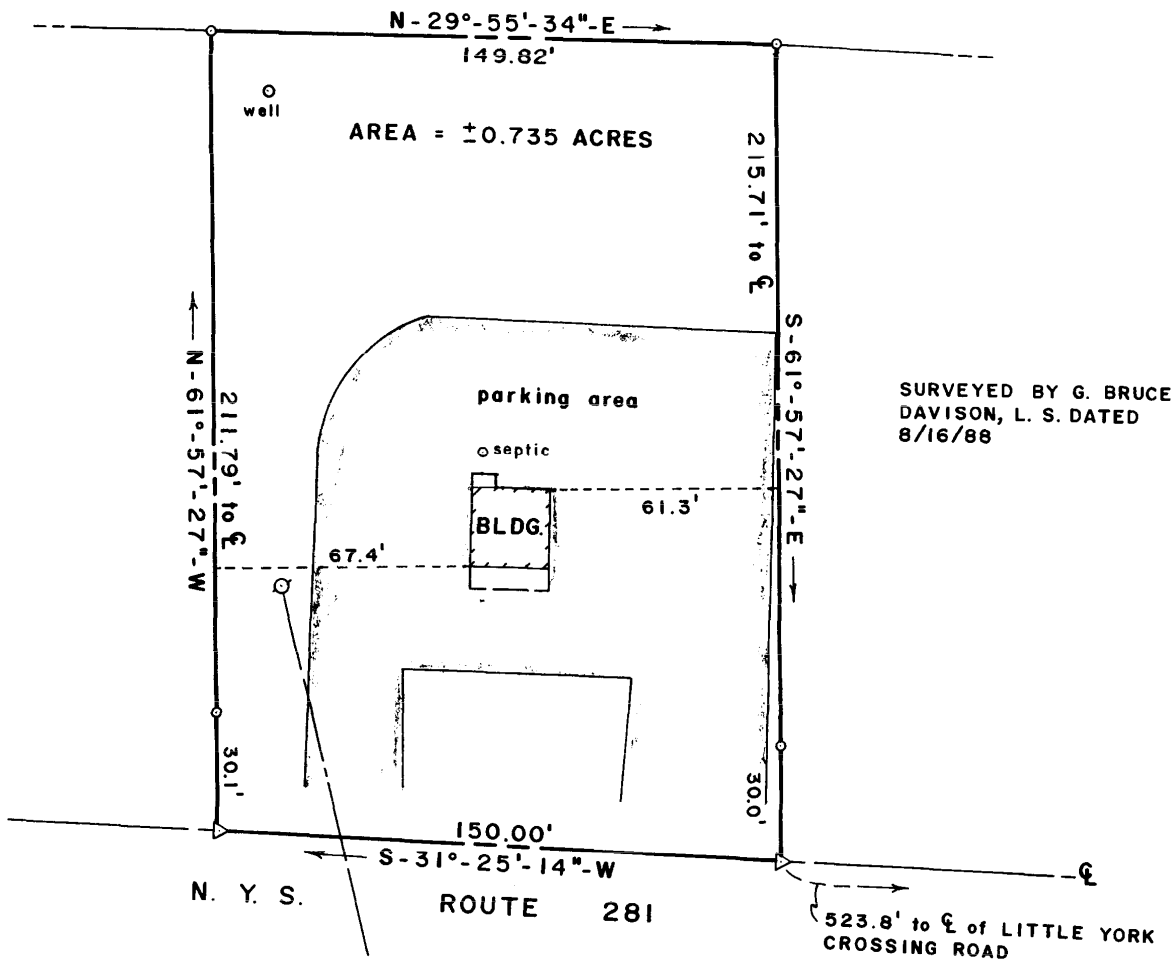 N-29°-55'-34"-E
149.82'
well
AREA = ±0.735 ACRES
215.71' to ℄
S-61°-57'-27"-E
N-61°-57'-27"-W
211.79' to ℄
parking area
septic
BLDG.
61.3'
67.4'
SURVEYED BY G. BRUCE
DAVISON, L. S. DATED
8/16/88
30.1'
30.0'
150.00'
S-31°-25'-14"-W
℄
N. Y. S. ROUTE 281
523.8' to ℄ of LITTLE YORK
CROSSING ROAD